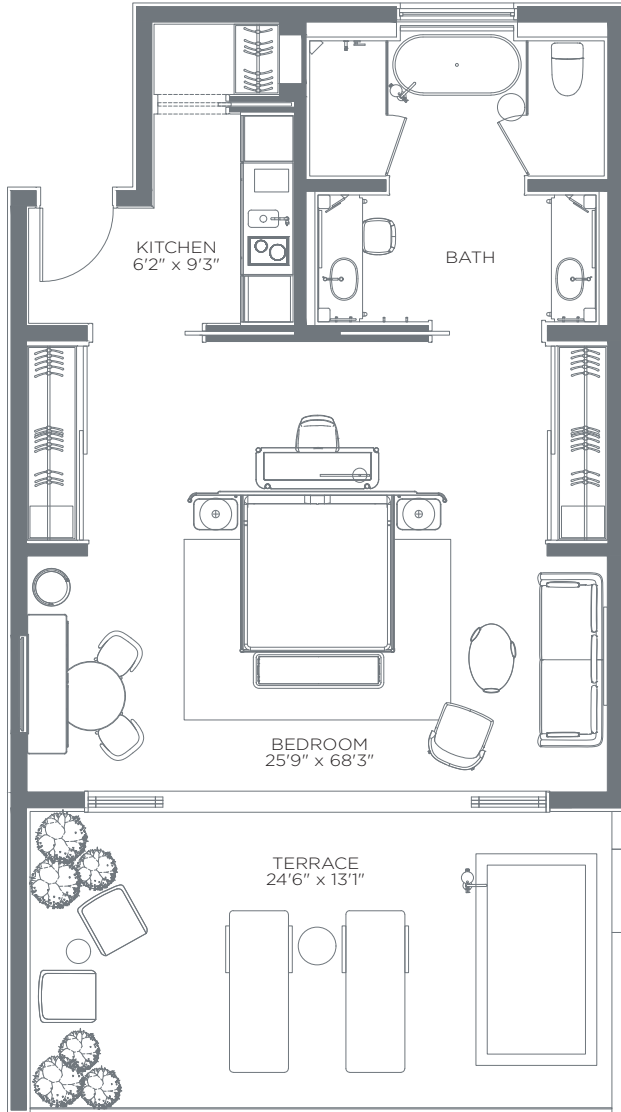 KITCHEN
6'2" x 9'3"
BATH
BEDROOM
25'9" x 68'3"
TERRACE
24'6" x 13'1"